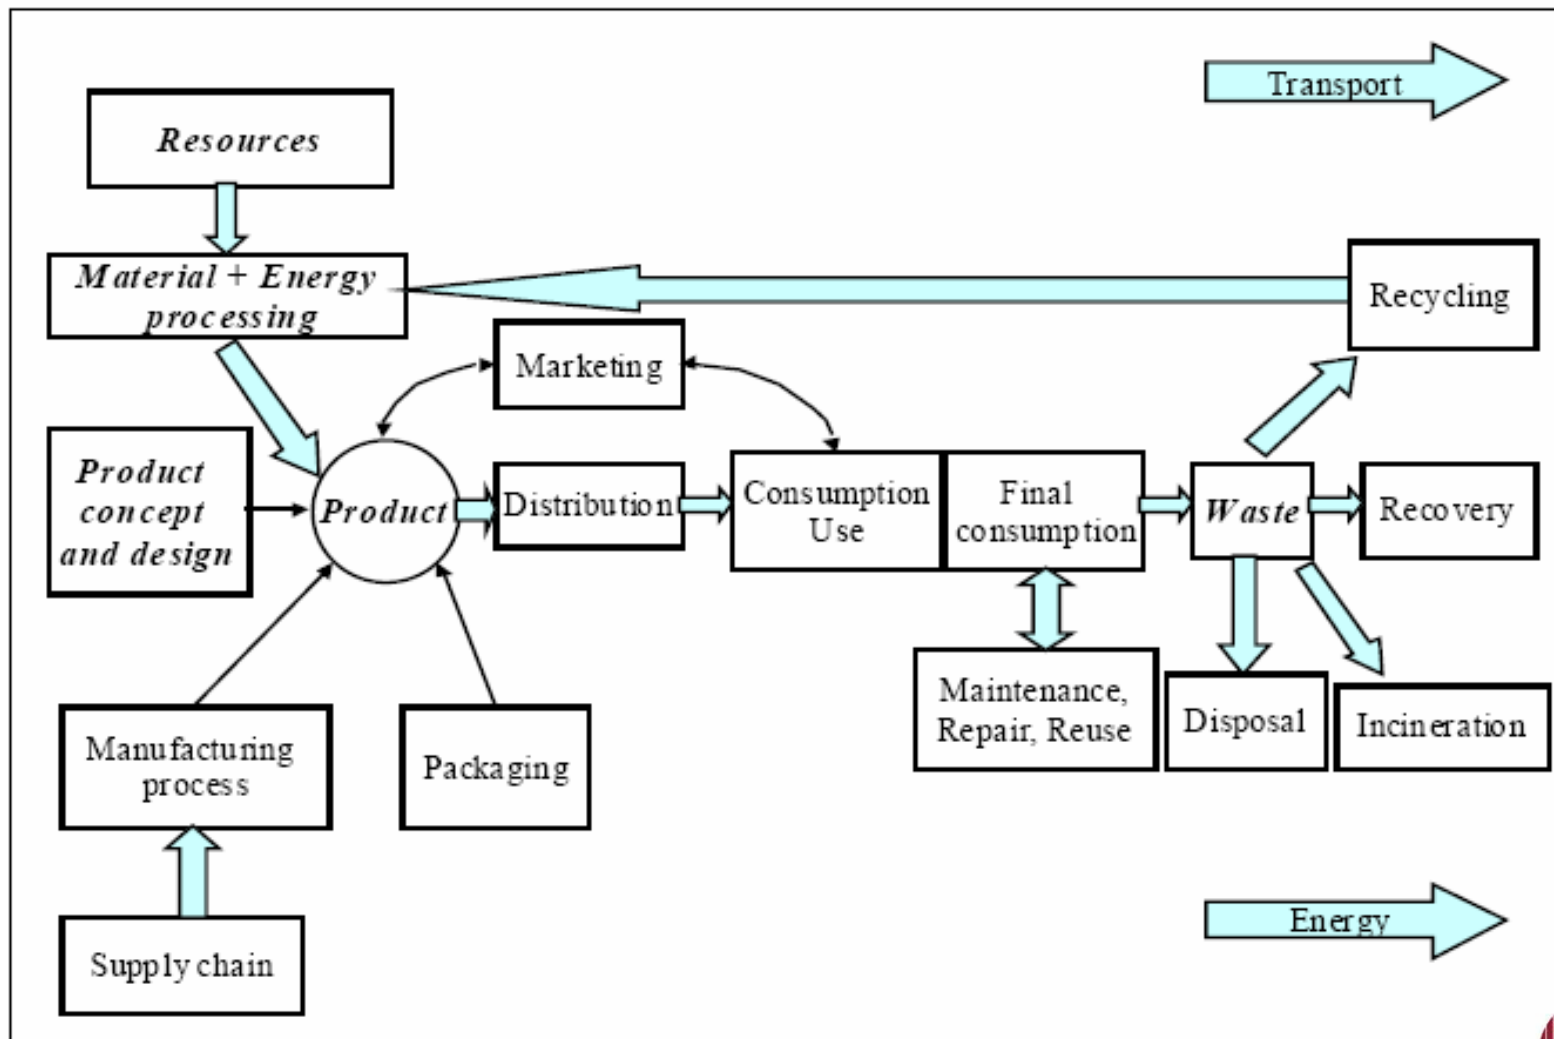 Transport
Resources
Material + Energy
processing
Recycling
Marketing
Product
concept
and design
Product
Distribution
Consumption
Use
Final
consumption
Waste
Recovery
Manufacturing
process
Packaging
Maintenance,
Repair, Reuse
Disposal
Incineration
Supply chain
Energy